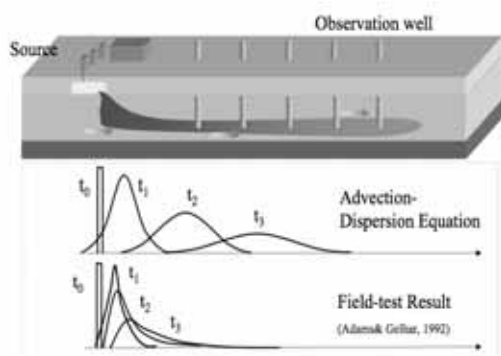 Observation well
Source
t0
t1
t2
t3
Advection-
Dispersion Equation
t0
t1
t2
t3
Field-test Result
(Adams& Gelhar, 1992)